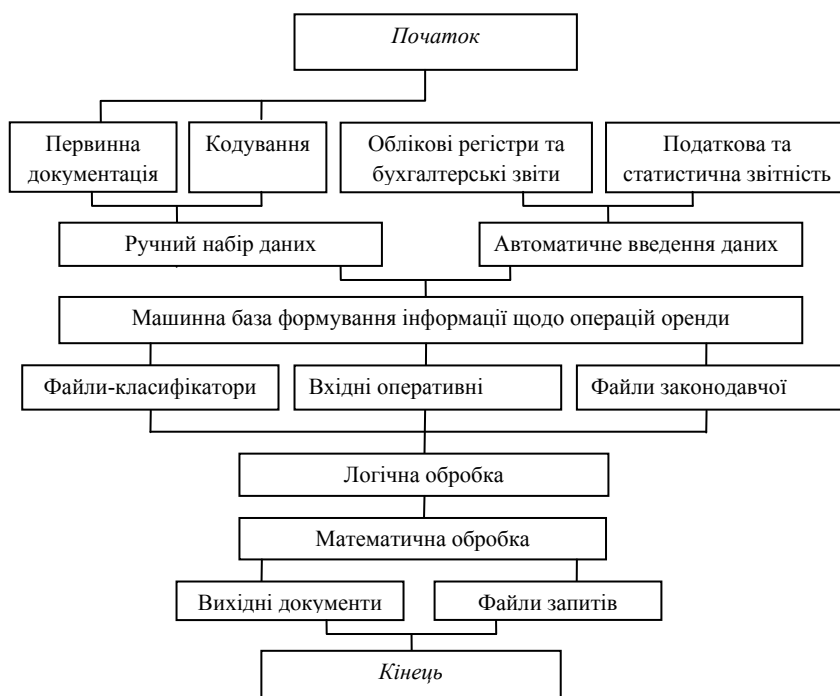 Початок
Первинна
документація
Кодування
Облікові регістри та
бухгалтерські звіти
Податкова та
статистична звітність
Ручний набір даних
Автоматичне введення даних
Машинна база формування інформації щодо операцій оренди
Файли-класифікатори
Вхідні оперативні
Файли законодавчої
Логічна обробка
Математична обробка
Вихідні документи
Файли запитів
Кінець